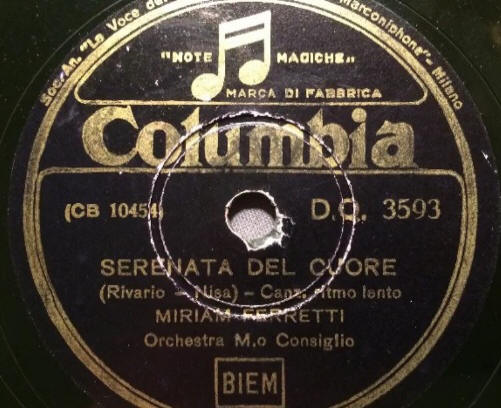 Soc. An. "La Voce del Marconiphone" - Milano
"NOTE MAGICHE"
MARCA DI FABBRICA
Columbia
(CB 10454) D.Q. 3593
SERENATA DEL CUORE
(Rivario - Nisa) - Canz. ritmo lento
MIRIAM FERRETTI
Orchestra M.o Consiglio
BIEM